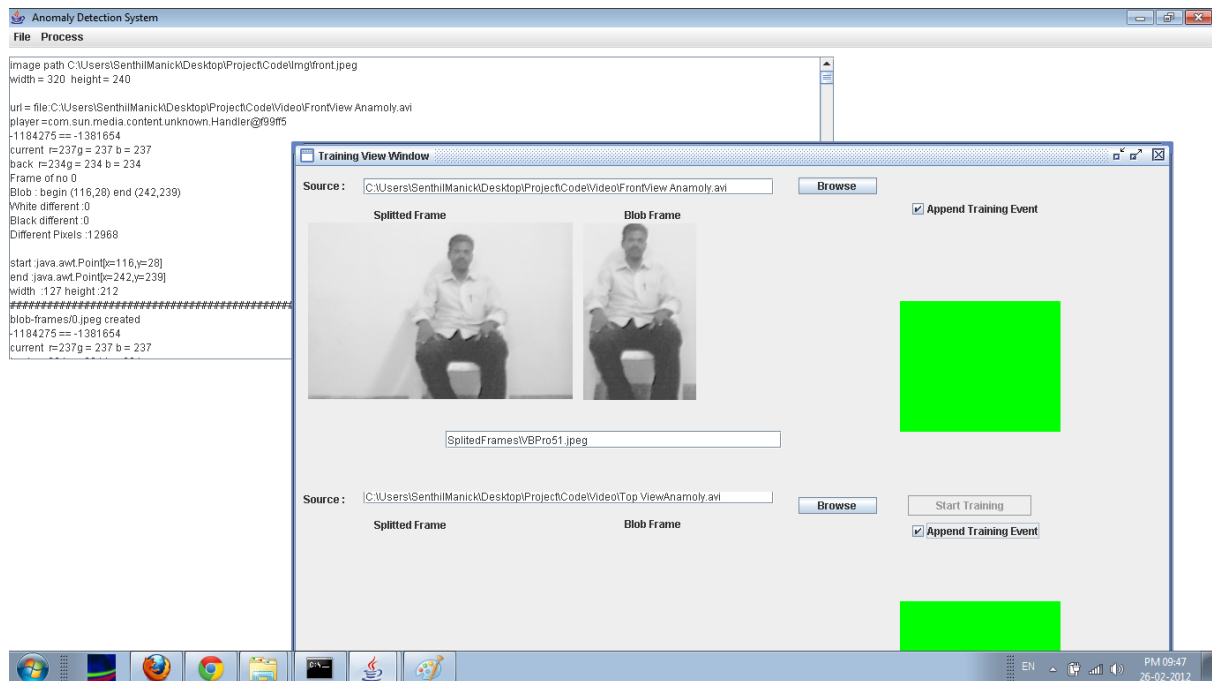 Anomaly Detection System
File Process
image path C:\Users\SenthilManick\Desktop\Project\Code\Img\front.jpeg
width = 320 height = 240
url = file:C:\Users\SenthilManick\Desktop\Project\Code\Video\FrontView Anamoly.avi
player =com.sun.media.content.unknown.Handler@f99ff5
-1184275 == -1381654
current r=237g = 237 b = 237
back r=234g = 234 b = 234
Frame of no 0
Blob : begin (116,28) end (242,239)
White different :0
Black different :0
Different Pixels :12968
start :java.awt.Point[x=116,y=28]
end :java.awt.Point[x=242,y=239]
width :127 height :212
blob-frames/0.jpeg created
-1184275 == -1381654
current r=237g = 237 b = 237
Training View Window
Source : C:\Users\SenthilManick\Desktop\Project\Code\Video\FrontView Anamoly.avi Browse
Append Training Event
Splitted Frame Blob Frame
SplitedFrames\VBPro51.jpeg
Source : C:\Users\SenthilManick\Desktop\Project\Code\Video\Top ViewAnamoly.avi Browse Start Training
Splitted Frame Blob Frame
Append Training Event
C:\_
EN
PM 09:47
26-02-2012